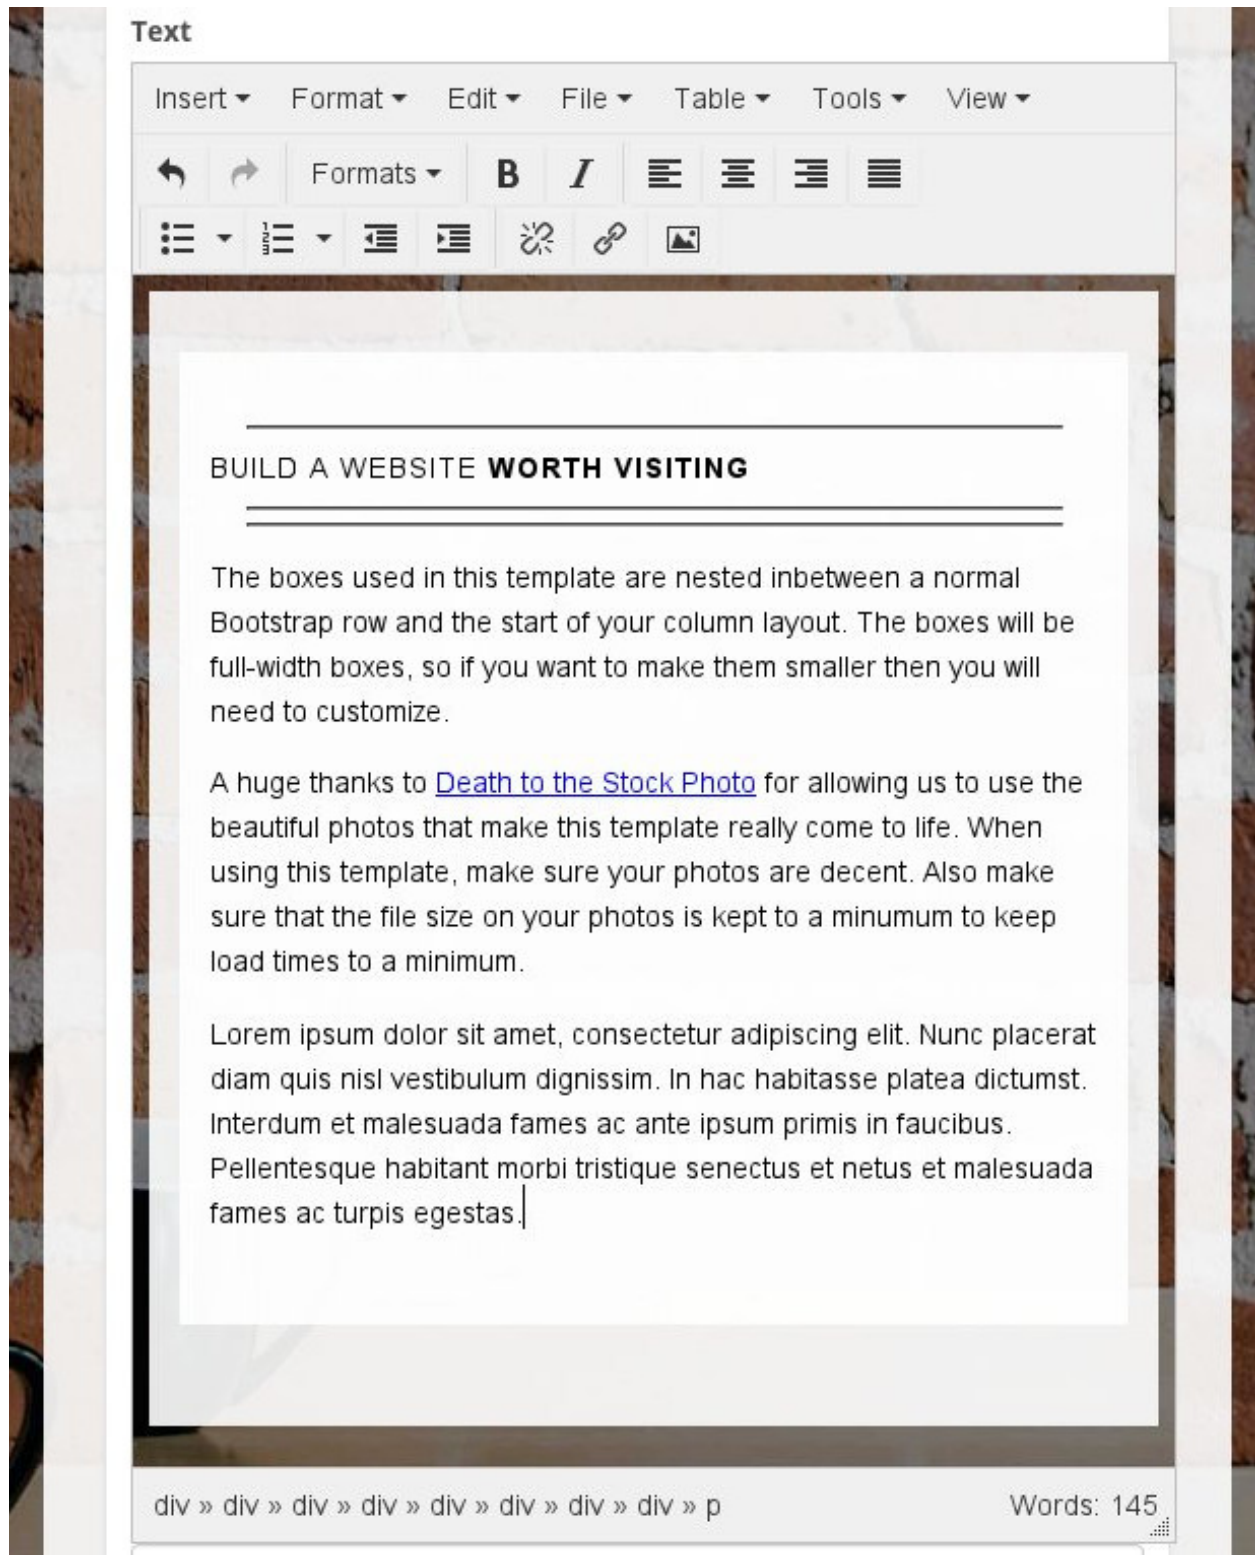 Text
Insert Format Edit File Table Tools View
Formats B I
BUILD A WEBSITE WORTH VISITING
The boxes used in this template are nested inbetween a normal
Bootstrap row and the start of your column layout. The boxes will be
full-width boxes, so if you want to make them smaller then you will
need to customize.
A huge thanks to Death to the Stock Photo for allowing us to use the
beautiful photos that make this template really come to life. When
using this template, make sure your photos are decent. Also make
sure that the file size on your photos is kept to a minumum to keep
load times to a minimum.
Lorem ipsum dolor sit amet, consectetur adipiscing elit. Nunc placerat
diam quis nisl vestibulum dignissim. In hac habitasse platea dictumst.
Interdum et malesuada fames ac ante ipsum primis in faucibus.
Pellentesque habitant morbi tristique senectus et netus et malesuada
fames ac turpis egestas.
div » div » div » div » div » div » div » div » p Words: 145